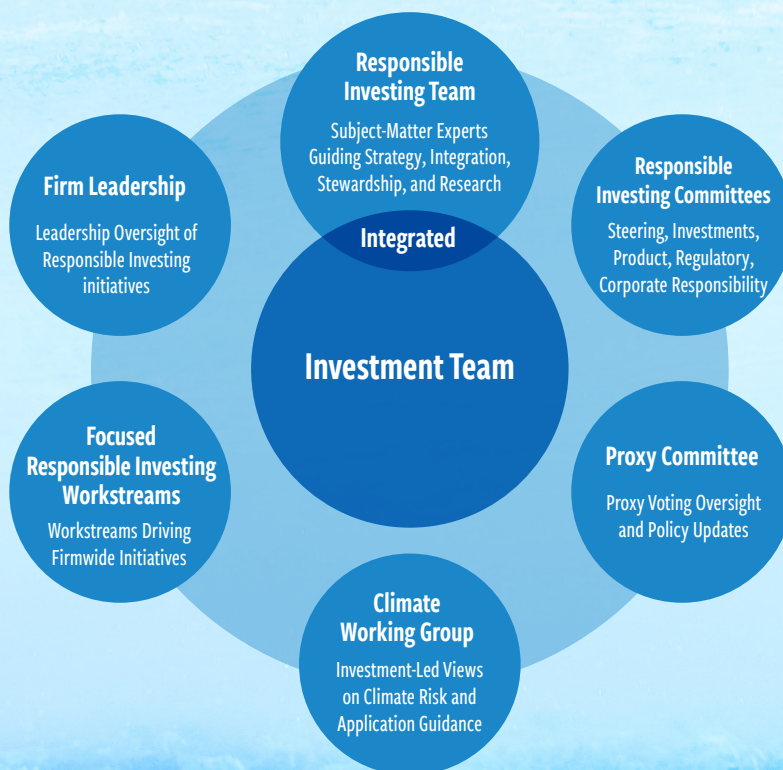 Responsible
Investing Team
Subject-Matter Experts
Guiding Strategy, Integration,
Stewardship, and Research
Integrated
Investment Team
Firm Leadership
Leadership Oversight of
Responsible Investing
initiatives
Responsible
Investing Committees
Steering, Investments,
Product, Regulatory,
Corporate Responsibility
Focused
Responsible Investing
Workstreams
Workstreams Driving
Firmwide Initiatives
Proxy Committee
Proxy Voting Oversight
and Policy Updates
Climate
Working Group
Investment-Led Views
on Climate Risk and
Application Guidance